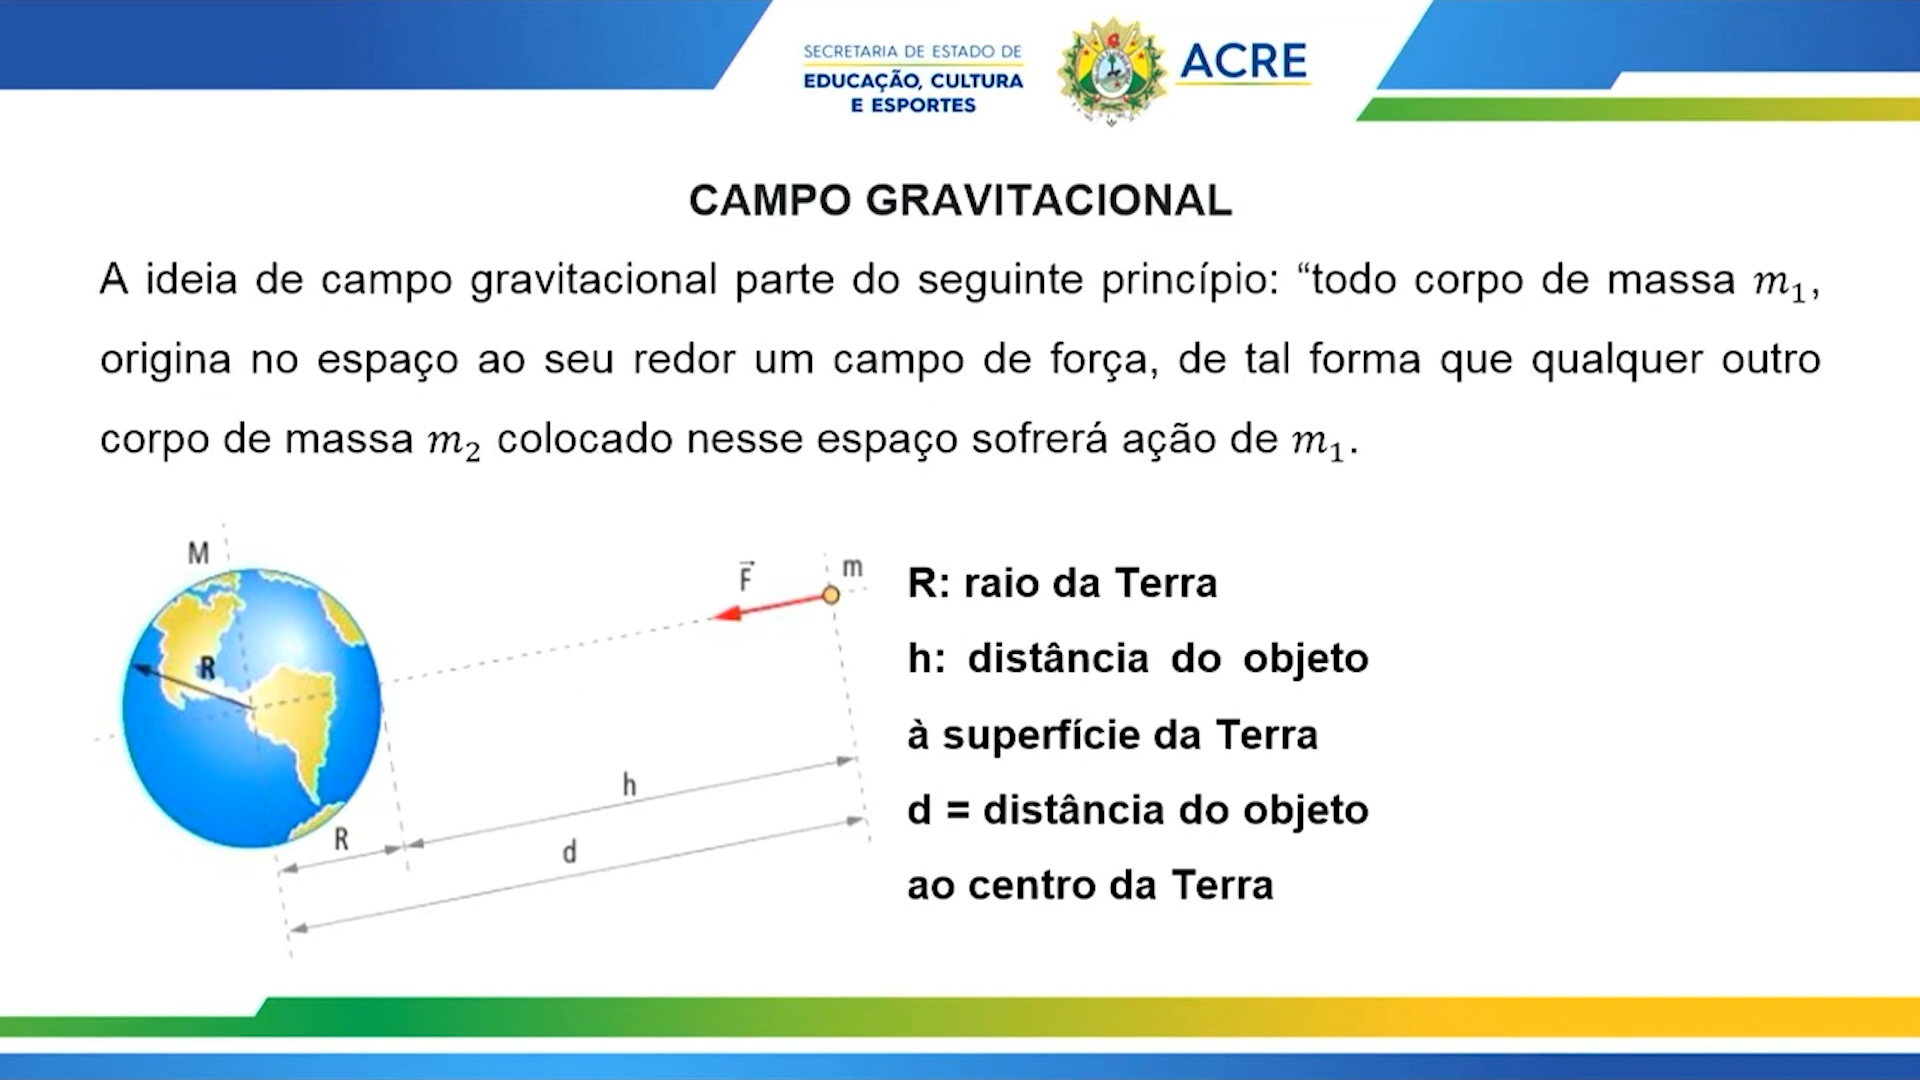 SECRETARIA DE ESTADO DE
EDUCAÇÃO, CULTURA
E ESPORTES
ACRE
CAMPO GRAVITACIONAL
A ideia de campo gravitacional parte do seguinte princípio: “todo corpo de massa m₁,
origina no espaço ao seu redor um campo de força, de tal forma que qualquer outro
corpo de massa m₂ colocado nesse espaço sofrerá ação de m₁.
M
R
F⃗
m
h
R
d
R: raio da Terra
h: distância do objeto
à superfície da Terra
d = distância do objeto
ao centro da Terra